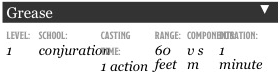 Grease ▼
LEVEL: SCHOOL: CASTING TIME: RANGE: COMPONENTS: DURATION:
1 conjuration 1 action 60 feet v s m 1 minute